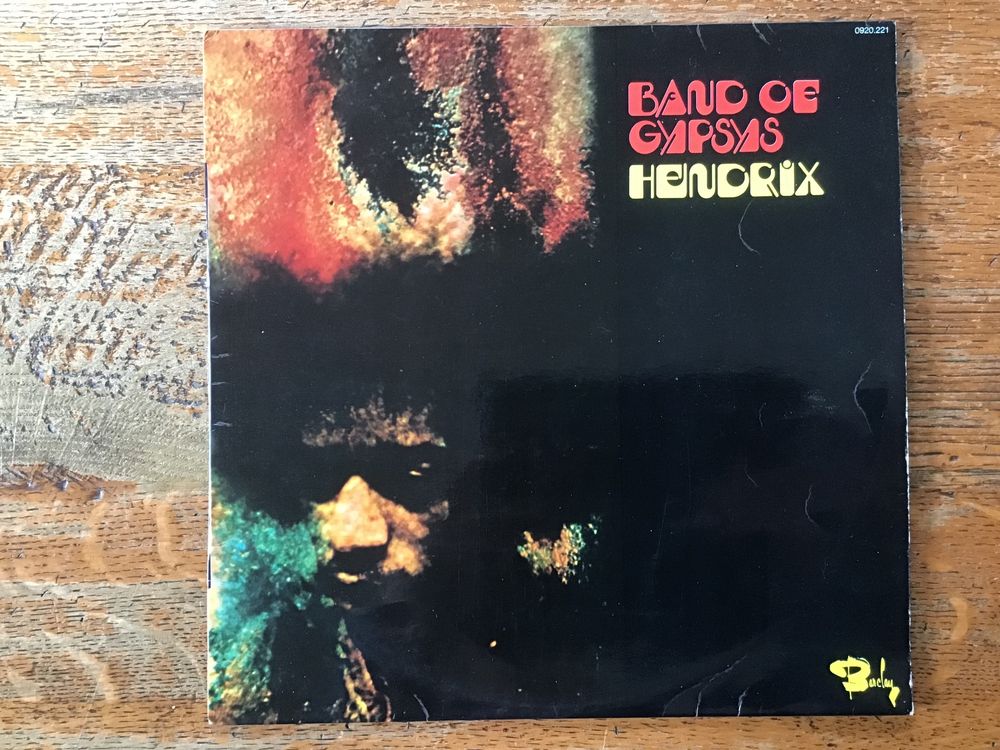 0920.221
BAND OF
GYPSYS
HENDRIX
Barclay